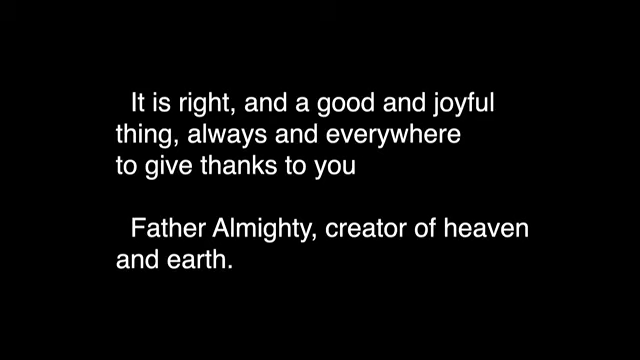 It is right, and a good and joyful
thing, always and everywhere
to give thanks to you
Father Almighty, creator of heaven
and earth.